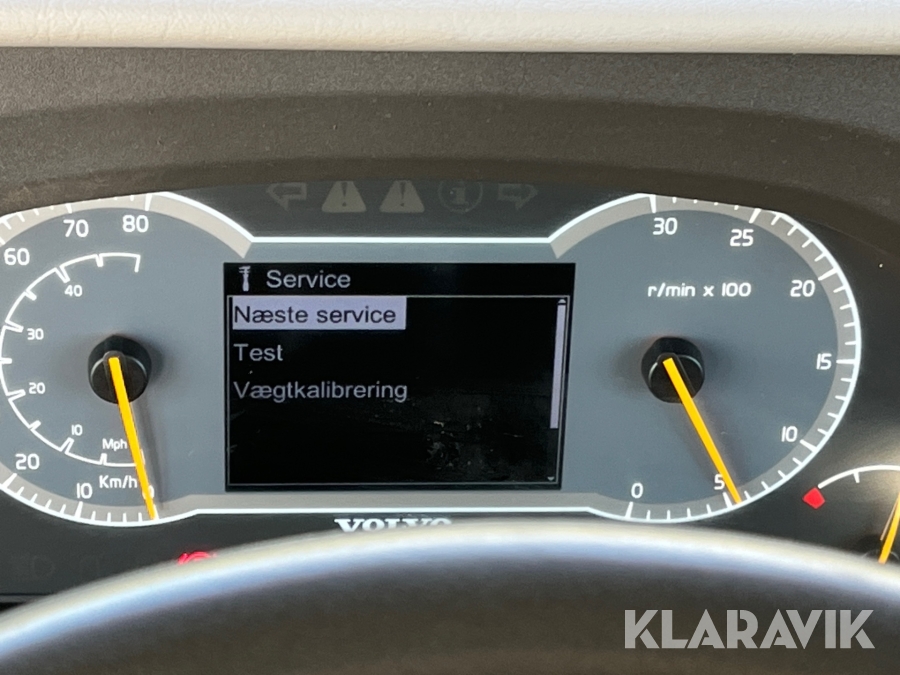 80
70
60
40
30
20
10
Mph
20
10
Km/h
0
Service
Næste service
Test
Vægtkalibrering
30
25
r/min x 100
20
15
10
5
0
VOLVO
KLARAVIK